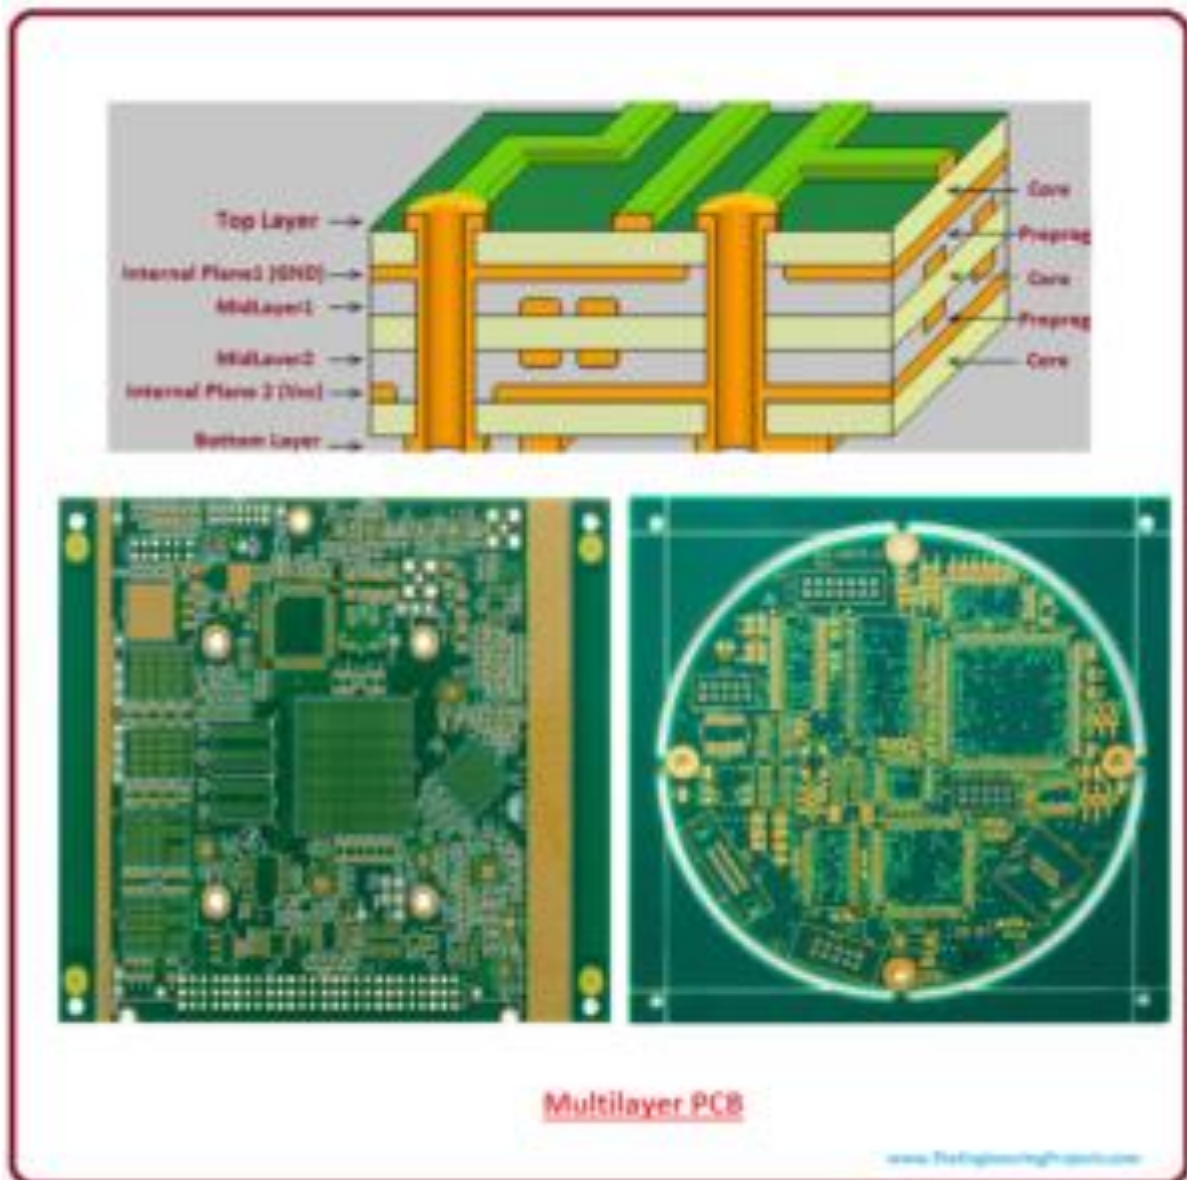 Top Layer
Internal Plane1 (GND)
MidLayer1
MidLayer2
Internal Plane 2 (Vcc)
Bottom Layer
Core
Prepreg
Core
Prepreg
Core
Multilayer PCB
www.TheEngineeringProjects.com